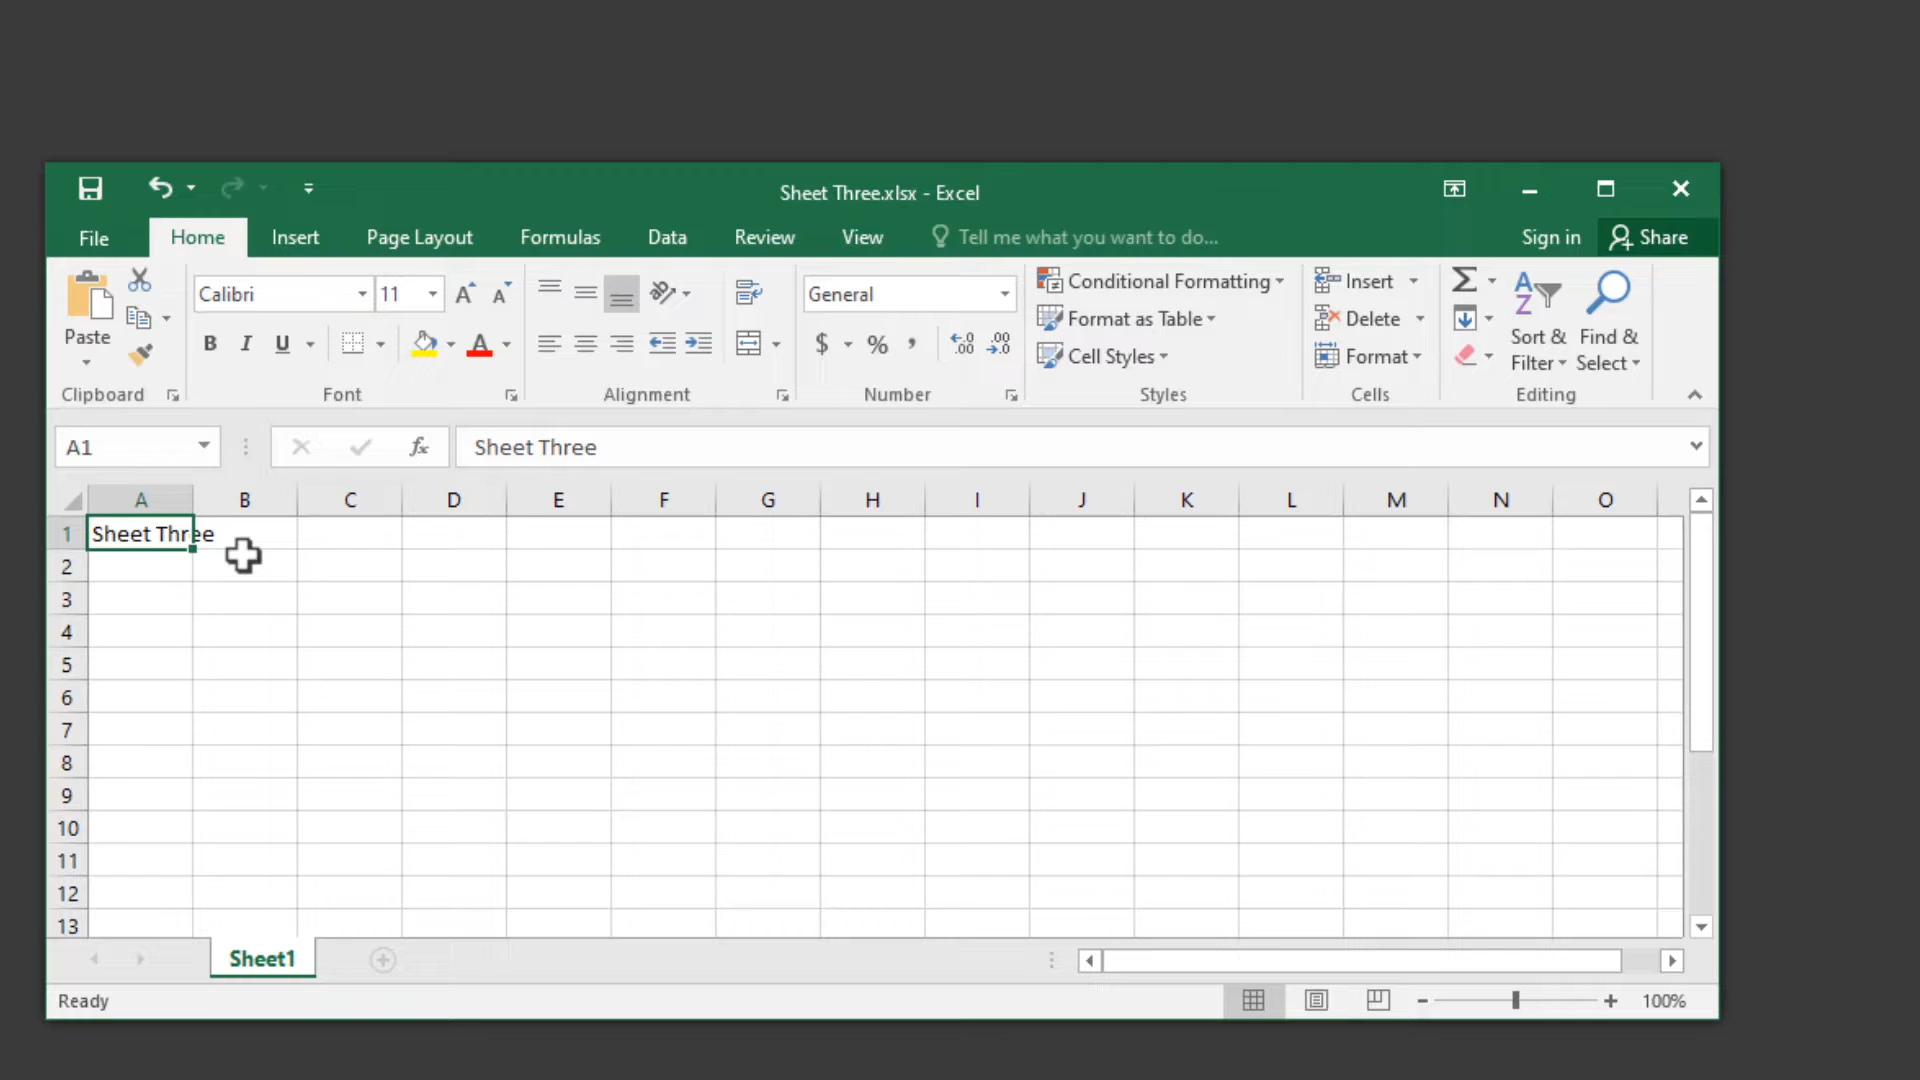 Sheet Three.xlsx - Excel
File Home Insert Page Layout Formulas Data Review View Tell me what you want to do... Sign in Share
Calibri 11 General Conditional Formatting Insert
Paste Format as Table Delete Sort & Find &
B I U $ % , Cell Styles Format Filter Select
Clipboard Font Alignment Number Styles Cells Editing
A1 fx Sheet Three
A B C D E F G H I J K L M N O
1 Sheet Three
2
3
4
5
6
7
8
9
10
11
12
13
Sheet1
Ready 100%